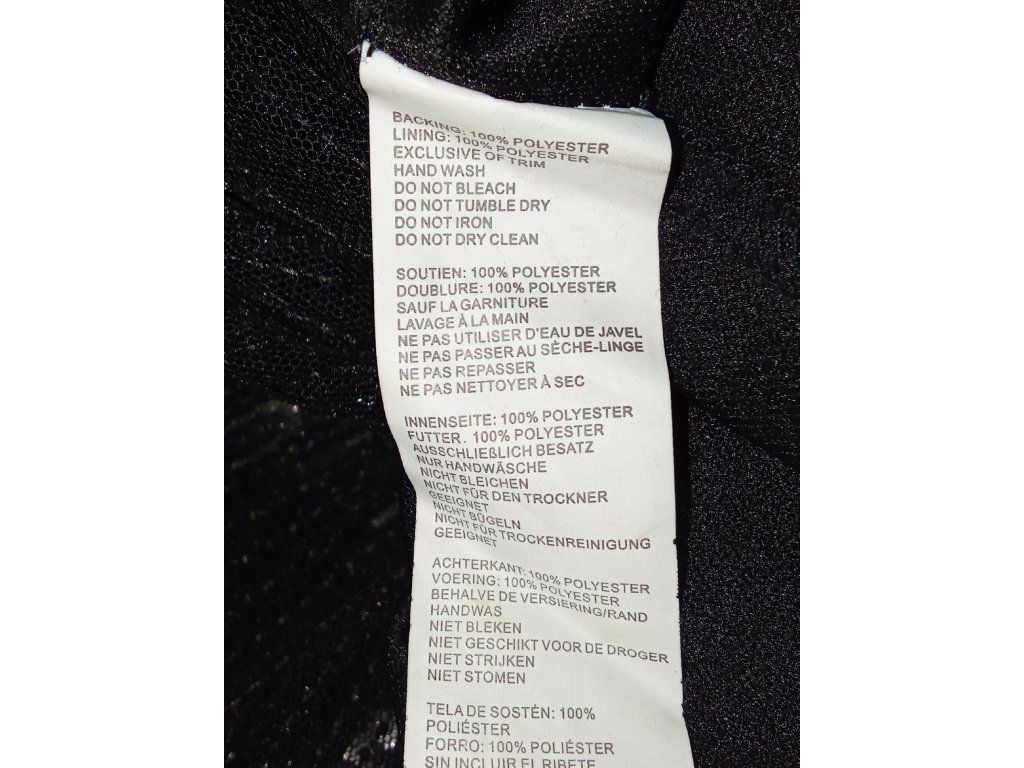 BACKING: 100% POLYESTER
LINING: 100% POLYESTER
EXCLUSIVE OF TRIM
HAND WASH
DO NOT BLEACH
DO NOT TUMBLE DRY
DO NOT IRON
DO NOT DRY CLEAN
SOUTIEN: 100% POLYESTER
DOUBLURE: 100% POLYESTER
SAUF LA GARNITURE
LAVAGE À LA MAIN
NE PAS UTILISER D'EAU DE JAVEL
NE PAS PASSER AU SÈCHE-LINGE
NE PAS REPASSER
NE PAS NETTOYER À SEC
INNENSEITE: 100% POLYESTER
FUTTER. 100% POLYESTER
AUSSCHLIEßLICH BESATZ
NUR HANDWÄSCHE
NICHT BLEICHEN
NICHT FÜR DEN TROCKNER
GEEIGNET
NICHT BÜGELN
NICHT FÜR TROCKENREINIGUNG
GEEIGNET
ACHTERKANT: 100% POLYESTER
VOERING: 100% POLYESTER
BEHALVE DE VERSIERING/RAND
HANDWAS
NIET BLEKEN
NIET GESCHIKT VOOR DE DROGER
NIET STRIJKEN
NIET STOMEN
TELA DE SOSTÉN: 100%
POLIÉSTER
FORRO: 100% POLIÉSTER
SIN INCLUIR EL RIBETE